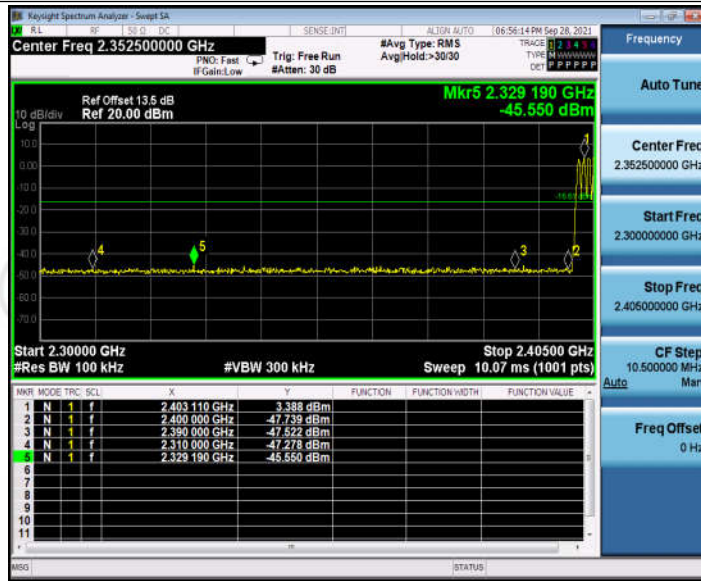 Keysight Spectrum Analyzer - Swept SA
RL RF 50 Ω DC SENSE:INT ALIGN AUTO 06:56:14 PM Sep 28, 2021
Center Freq 2.352500000 GHz
PNO: Fast
IFGain:Low
Trig: Free Run
#Atten: 30 dB
#Avg Type: RMS
Avg|Hold:>30/30
TRACE 1 2 3 4 5 6
TYPE M WWWWW
DET P P P P P P
Ref Offset 13.5 dB
Ref 20.00 dBm
Mkr5 2.329 190 GHz
-45.550 dBm
10 dB/div
Log
10.0
0.00
-10.0
-20.0
-30.0
-40.0
-50.0
-60.0
-70.0
1
4
5
3
2
Start 2.30000 GHz
Stop 2.40500 GHz
#Res BW 100 kHz
#VBW 300 kHz
Sweep 10.07 ms (1001 pts)
MKR MODE TRC SCL X Y FUNCTION FUNCTION WIDTH FUNCTION VALUE
1 N 1 f 2.403 110 GHz 3.388 dBm
2 N 1 f 2.400 000 GHz -47.739 dBm
3 N 1 f 2.390 000 GHz -47.522 dBm
4 N 1 f 2.310 000 GHz -47.278 dBm
5 N 1 f 2.329 190 GHz -45.550 dBm
6
7
8
9
10
11
MSG
STATUS
Frequency
Auto Tune
Center Freq
2.352500000 GHz
Start Freq
2.300000000 GHz
Stop Freq
2.405000000 GHz
CF Step
10.500000 MHz
Auto Man
Freq Offset
0 Hz